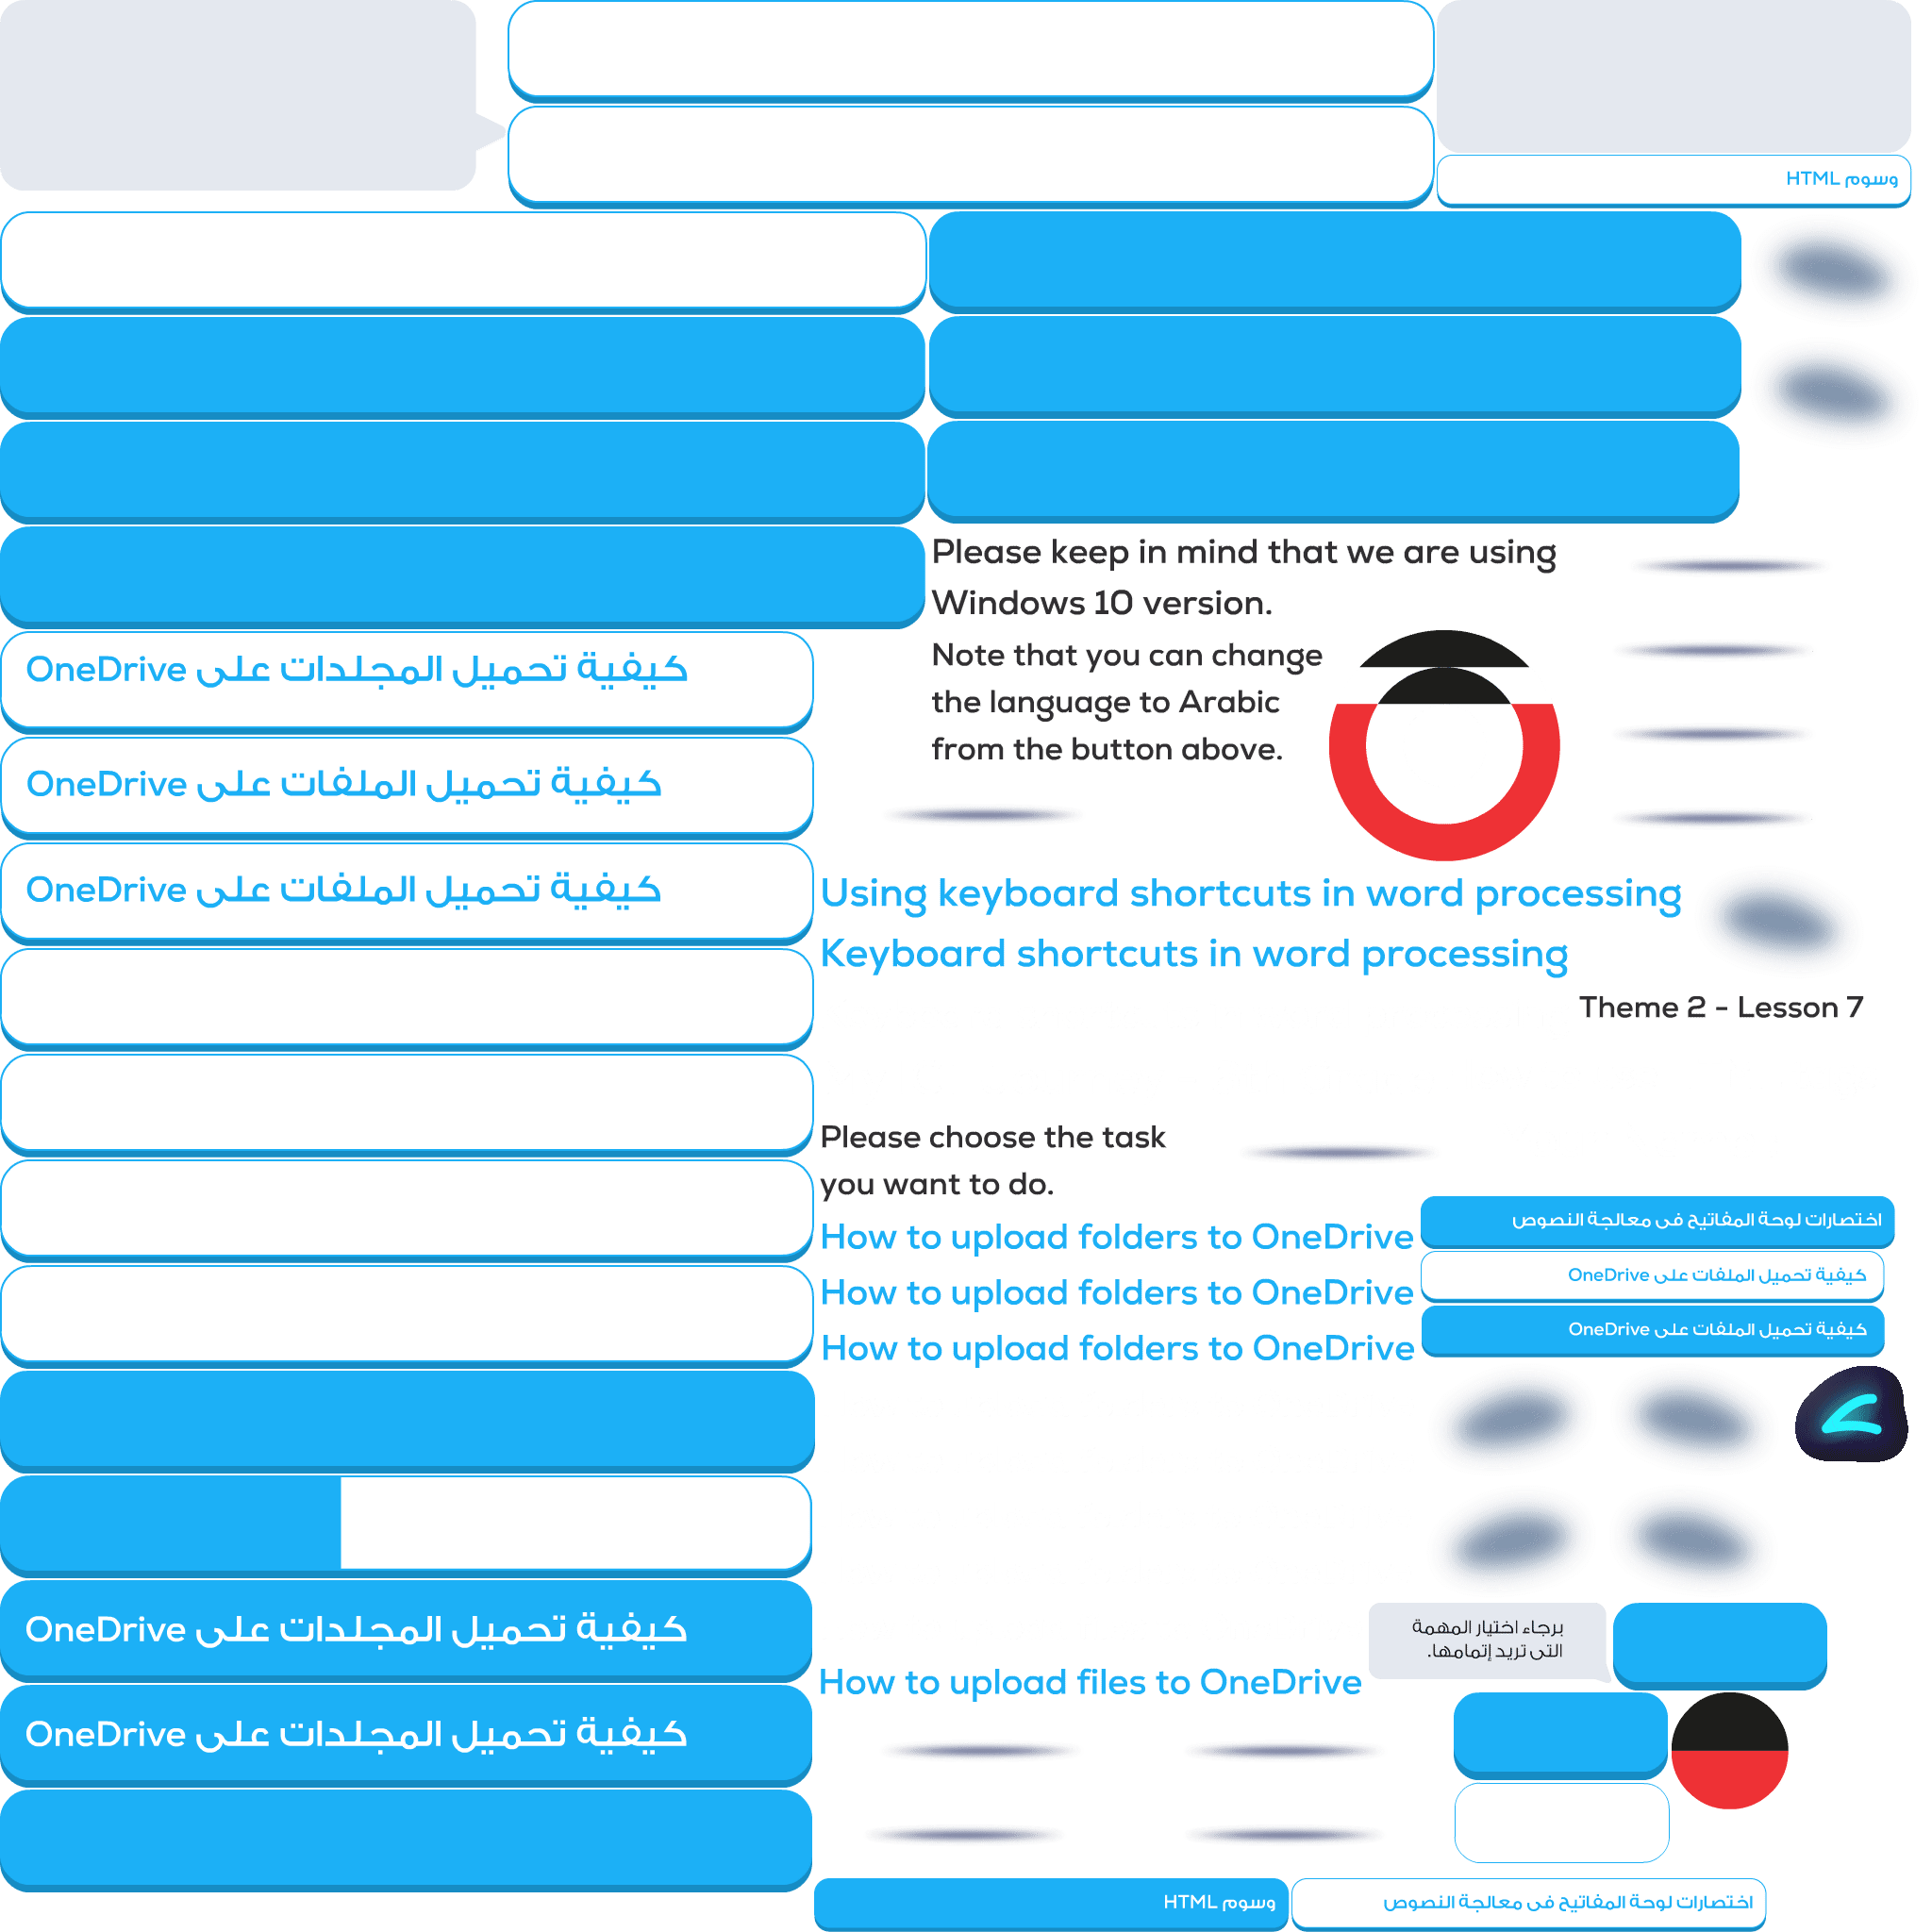 وسوم HTML
Please keep in mind that we are using
Windows 10 version.
Note that you can change
the language to Arabic
from the button above.
كيفية تحميل المجلدات على OneDrive
كيفية تحميل الملفات على OneDrive
كيفية تحميل الملفات على OneDrive
Using keyboard shortcuts in word processing
Keyboard shortcuts in word processing
Theme 2 - Lesson 7
Please choose the task
you want to do.
How to upload folders to OneDrive
How to upload folders to OneDrive
How to upload folders to OneDrive
اختصارات لوحة المفاتيح فى معالجة النصوص
كيفية تحميل الملفات على OneDrive
كيفية تحميل الملفات على OneDrive
كيفية تحميل المجلدات على OneDrive
كيفية تحميل المجلدات على OneDrive
How to upload files to OneDrive
برجاء اختيار المهمة
التى تريد إتمامها.
وسوم HTML
اختصارات لوحة المفاتيح فى معالجة النصوص